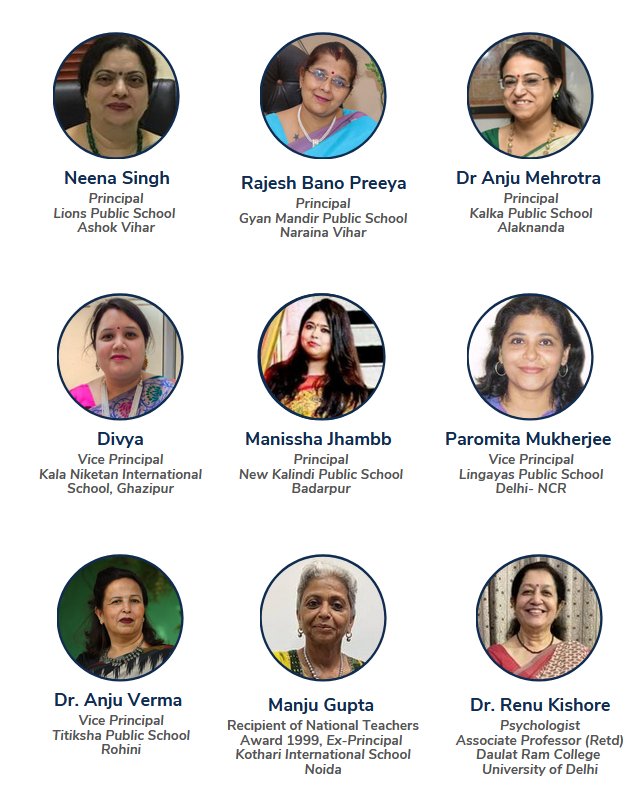 Neena Singh
Principal
Lions Public School
Ashok Vihar
Rajesh Bano Preeya
Principal
Gyan Mandir Public School
Naraina Vihar
Dr Anju Mehrotra
Principal
Kalka Public School
Alaknanda
Divya
Vice Principal
Kala Niketan International
School, Ghazipur
Manissha Jhambb
Principal
New Kalindi Public School
Badarpur
Paromita Mukherjee
Vice Principal
Lingayas Public School
Delhi- NCR
Dr. Anju Verma
Vice Principal
Titiksha Public School
Rohini
Manju Gupta
Recipient of National Teachers
Award 1999, Ex-Principal
Kothari International School
Noida
Dr. Renu Kishore
Psychologist
Associate Professor (Retd)
Daulat Ram College
University of Delhi